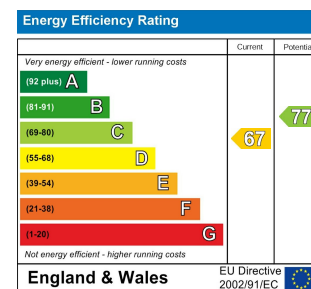 Energy Efficiency Rating
Current Potentia
Very energy efficient - lower running costs
(92 plus) A
(81-91) B
(69-80) C
(55-68) D
(39-54) E
(21-38) F
(1-20) G
67
77
Not energy efficient - higher running costs
England & Wales
EU Directive
2002/91/EC